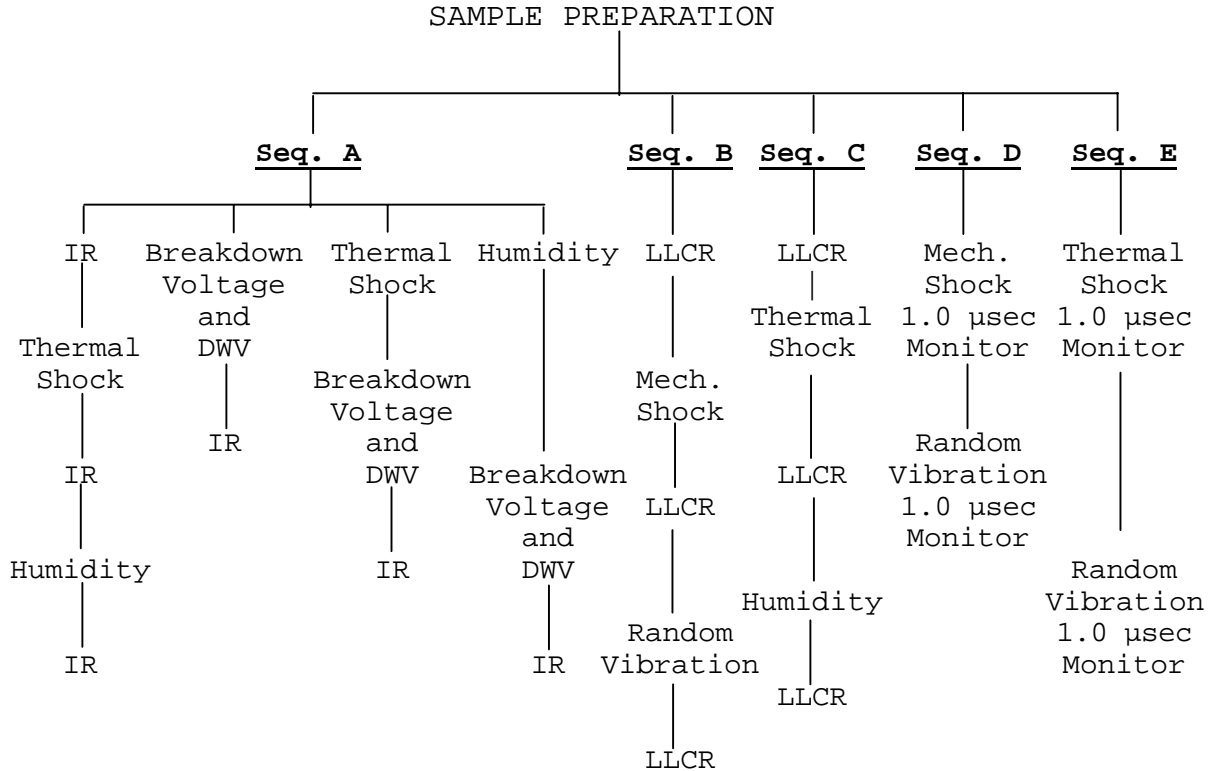 SAMPLE PREPARATION
Seq. A
Seq. B
Seq. C
Seq. D
Seq. E
IR
Thermal
Shock
IR
Humidity
IR
Breakdown
Voltage
and
DWV
IR
Thermal
Shock
Breakdown
Voltage
and
DWV
IR
Humidity
Breakdown
Voltage
and
DWV
IR
LLCR
Mech.
Shock
LLCR
Random
Vibration
LLCR
LLCR
Thermal
Shock
LLCR
Humidity
LLCR
Mech.
Shock
1.0 µsec
Monitor
Random
Vibration
1.0 µsec
Monitor
Thermal
Shock
1.0 µsec
Monitor
Random
Vibration
1.0 µsec
Monitor